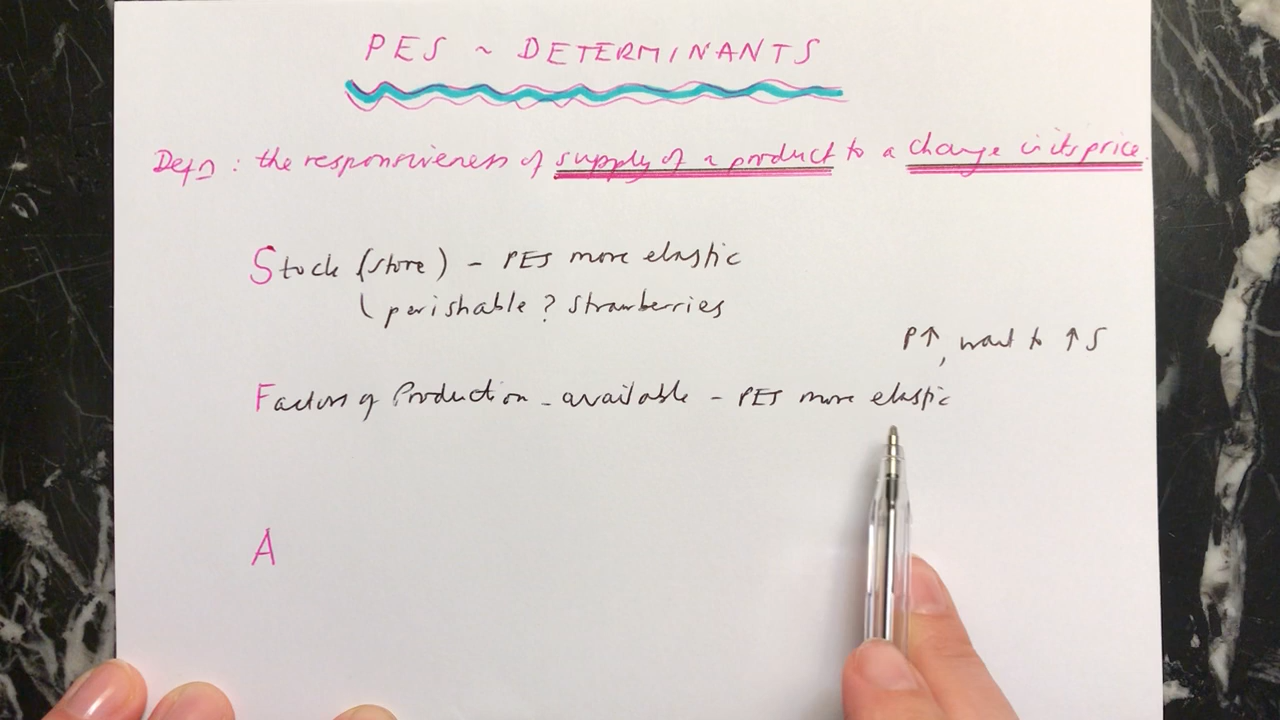 PES ~ DETERMINANTS
Defn: the responsiveness of supply of a product to a change in its price.
Stock (store) - PES more elastic
perishable? strawberries
P↑, want to ↑ S
Factors of Production - available - PES more elastic
A